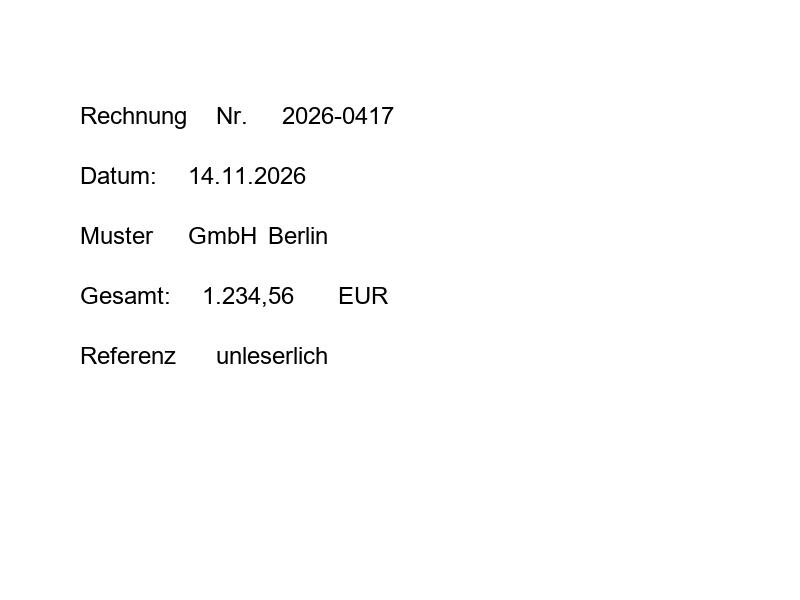 Rechnung Nr. 2026-0417
Datum: 14.11.2026
Muster GmbH Berlin
Gesamt: 1.234,56 EUR
Referenz unleserlich